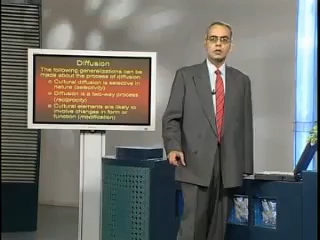 Diffusion
The following generalizations can be
made about the process of diffusion.
Cultural diffusion is selective in
nature (selectivity)
Diffusion is a two-way process
(reciprocity)
Cultural elements are likely to
involve changes in form or
function (modification)